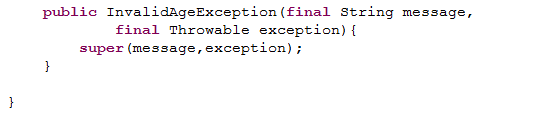 public InvalidAgeException(final String message,
final Throwable exception){
super(message,exception);
}
}